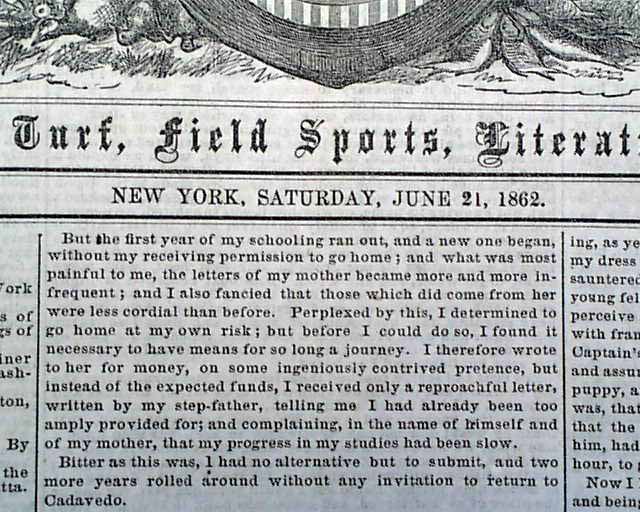 Turf, Field Sports,
NEW YORK, SATURDAY, JUNE 21, 1862.
s of
gs of
ton,
By
the
But the first year of my schooling ran out, and a new one began,
without my receiving permission to go home; and what was most
painful to me, the letters of my mother became more and more in-
frequent; and I also fancied that those which did come from her
were less cordial than before. Perplexed by this, I determined to
go home at my own risk; but before I could do so, I found it
necessary to have means for so long a journey. I therefore wrote
to her for money, on some ingeniously contrived pretence, but
instead of the expected funds, I received only a reproachful letter,
written by my step-father, telling me I had already been too
amply provided for; and complaining, in the name of himself and
of my mother, that my progress in my studies had been slow.
Bitter as this was, I had no alternative but to submit, and two
more years rolled around without any invitation to return to
Cadavedo.
ing, as ye
my dress
sauntered
young fel
perceive
with fran
Captain's
and assu
puppy, a
was, that
that the
him, had
hour, to
Now I
and being